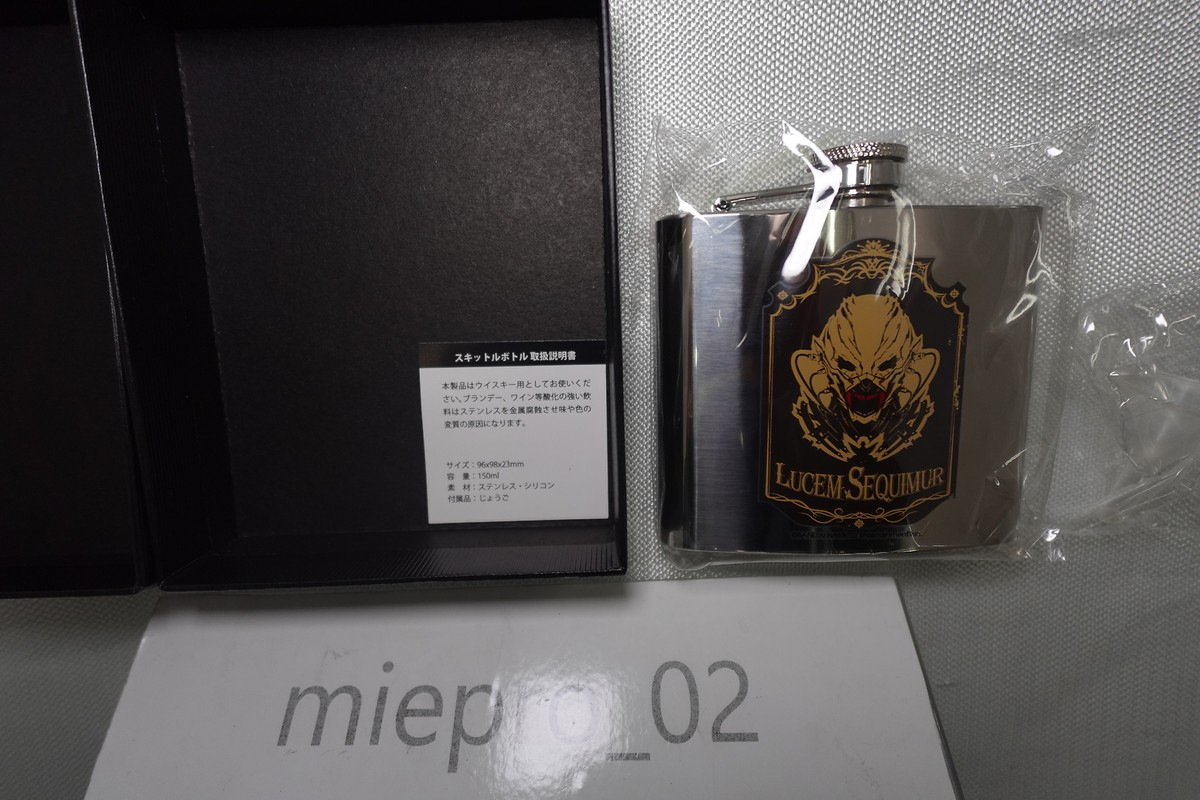 スキットルボトル 取扱説明書
本製品はウイスキー用としてお使いくだ
さい。ブランデー、ワイン等酸化の強い飲
料はステンレスを金属腐蝕させ味や色の
変質の原因になります。
サイズ：96x98x23mm
容　量：150ml
素　材：ステンレス・シリコン
付属品：じょうご
LUCEM SEQUIMUR
miepro_02